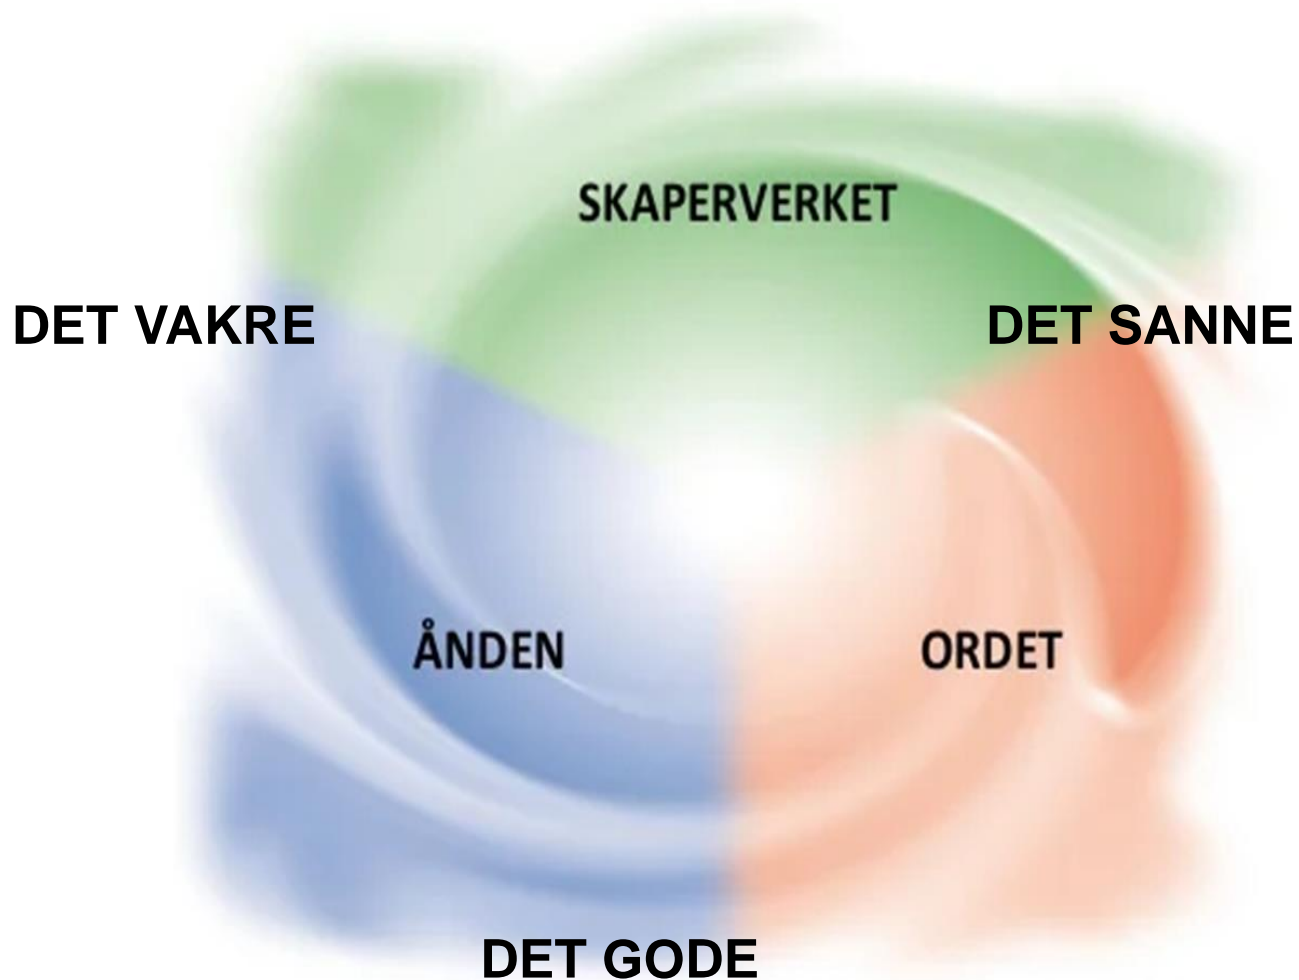 SKAPERVERKET
DET VAKRE
DET SANNE
ÅNDEN
ORDET
DET GODE